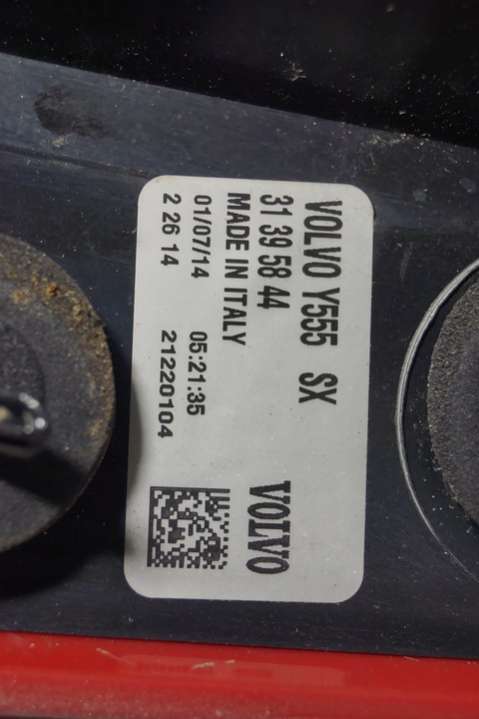 VOLVO Y555 SX
31 39 58 44
MADE IN ITALY
01/07/14 05:21:35
2 26 14 21220104
VOLVO